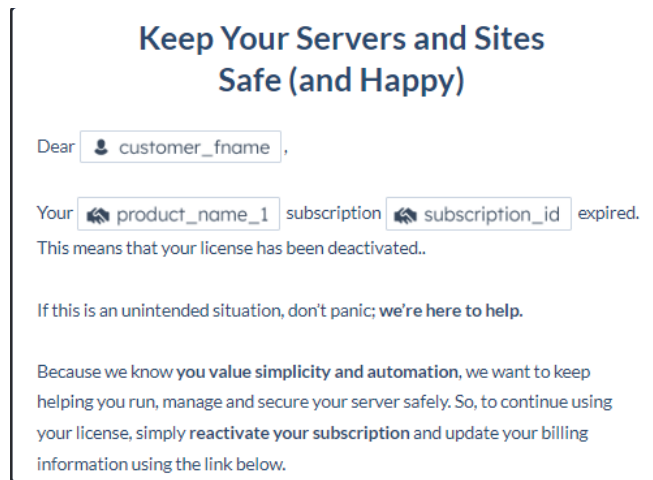 Keep Your Servers and Sites
Safe (and Happy)
Dear customer_fname ,
Your product_name_1 subscription subscription_id expired.
This means that your license has been deactivated..
If this is an unintended situation, don't panic; we're here to help.
Because we know you value simplicity and automation, we want to keep
helping you run, manage and secure your server safely. So, to continue using
your license, simply reactivate your subscription and update your billing
information using the link below.